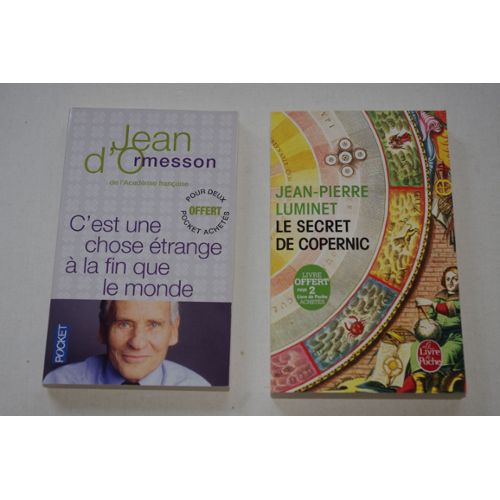 Jean
d'Ormesson
de l'Académie française
POUR DEUX
OFFERT
POCKET ACHETÉS
C'est une
chose étrange
à la fin que
le monde
POCKET
JEAN-PIERRE
LUMINET
LE SECRET
DE COPERNIC
LIVRE
OFFERT
POUR 2
Livres de Poche
ACHETÉS
Le Livre
de Poche